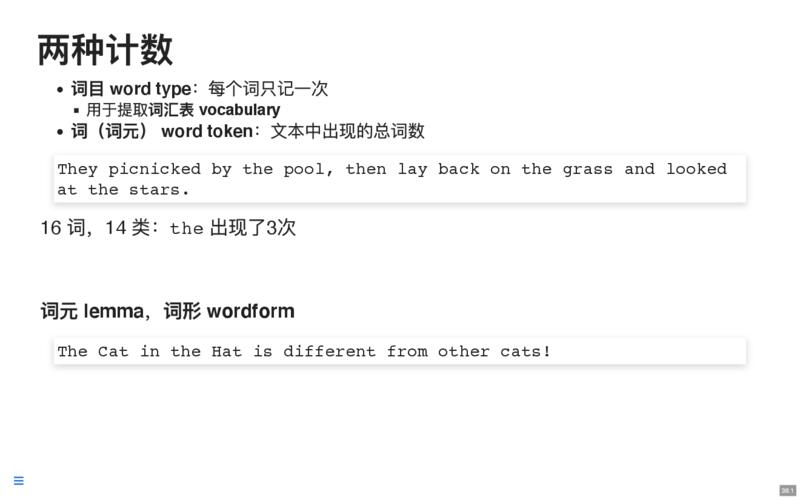 两种计数
词目 word type：每个词只记一次
用于提取词汇表 vocabulary
词（词元） word token：文本中出现的总词数
They picnicked by the pool, then lay back on the grass and looked
at the stars.
16 词，14 类：the 出现了3次
词元 lemma，词形 wordform
The Cat in the Hat is different from other cats!